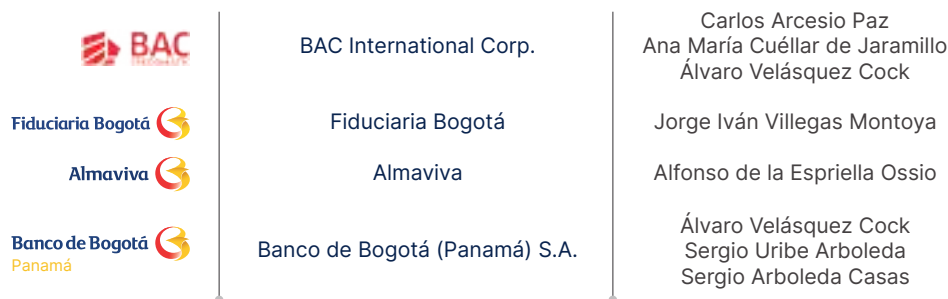 BAC
BAC International Corp.
Carlos Arcesio Paz
Ana María Cuéllar de Jaramillo
Álvaro Velásquez Cock
Fiduciaria Bogotá
Fiduciaria Bogotá
Jorge Iván Villegas Montoya
Almaviva
Almaviva
Alfonso de la Espriella Ossio
Banco de Bogotá
Panamá
Banco de Bogotá (Panamá) S.A.
Álvaro Velásquez Cock
Sergio Uribe Arboleda
Sergio Arboleda Casas